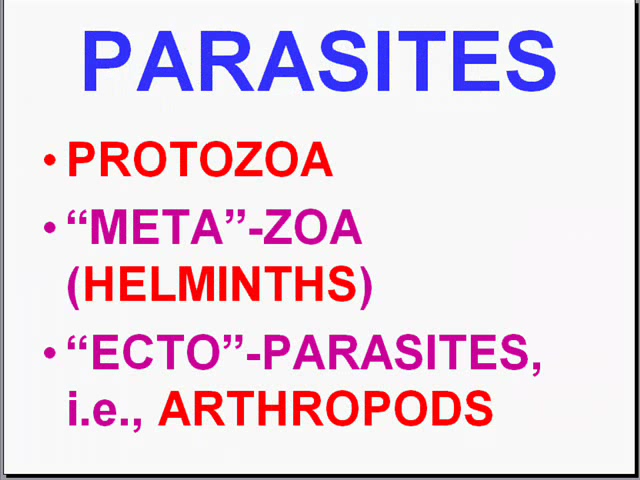 PARASITES
• PROTOZOA
• “META”-ZOA
(HELMINTHS)
• “ECTO”-PARASITES,
i.e., ARTHROPODS